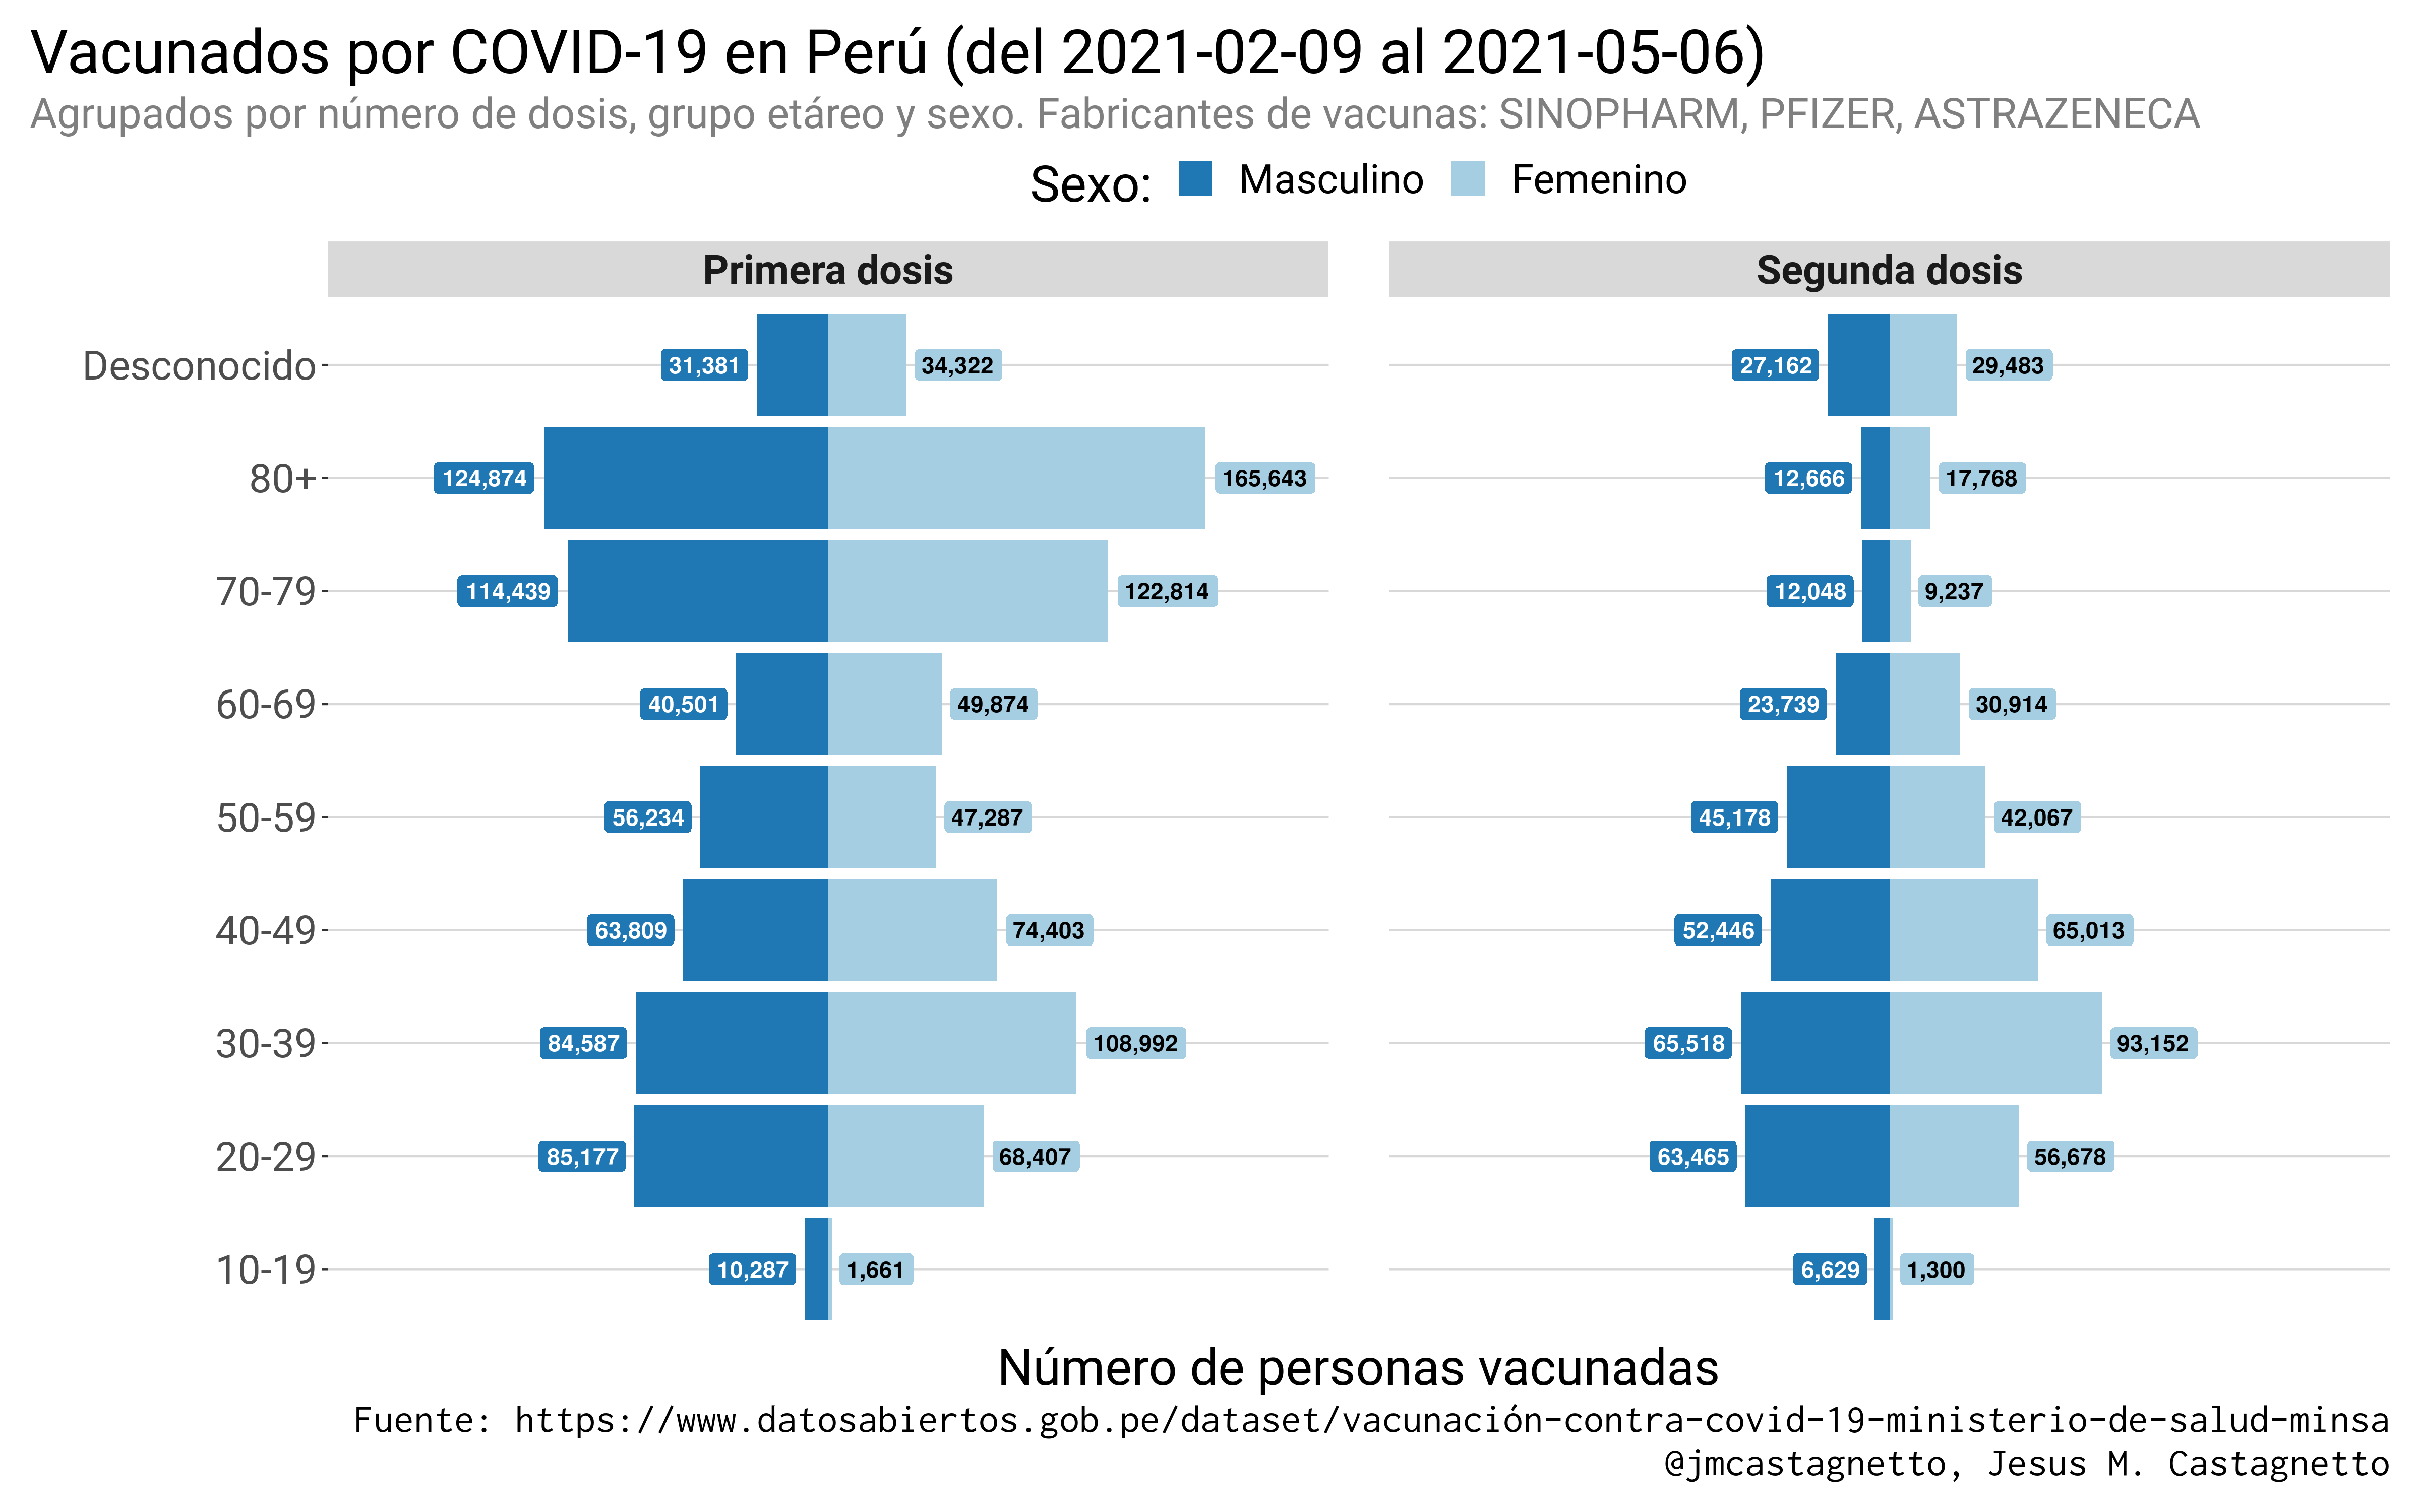 Vacunados por COVID-19 en Perú (del 2021-02-09 al 2021-05-06)
Agrupados por número de dosis, grupo etáreo y sexo. Fabricantes de vacunas: SINOPHARM, PFIZER, ASTRAZENECA
Sexo: Masculino Femenino
Primera dosis Segunda dosis
Desconocido 31,381 34,322 27,162 29,483
80+ 124,874 165,643 12,666 17,768
70-79 114,439 122,814 12,048 9,237
60-69 40,501 49,874 23,739 30,914
50-59 56,234 47,287 45,178 42,067
40-49 63,809 74,403 52,446 65,013
30-39 84,587 108,992 65,518 93,152
20-29 85,177 68,407 63,465 56,678
10-19 10,287 1,661 6,629 1,300
Número de personas vacunadas
Fuente: https://www.datosabiertos.gob.pe/dataset/vacunación-contra-covid-19-ministerio-de-salud-minsa
@jmcastagnetto, Jesus M. Castagnetto